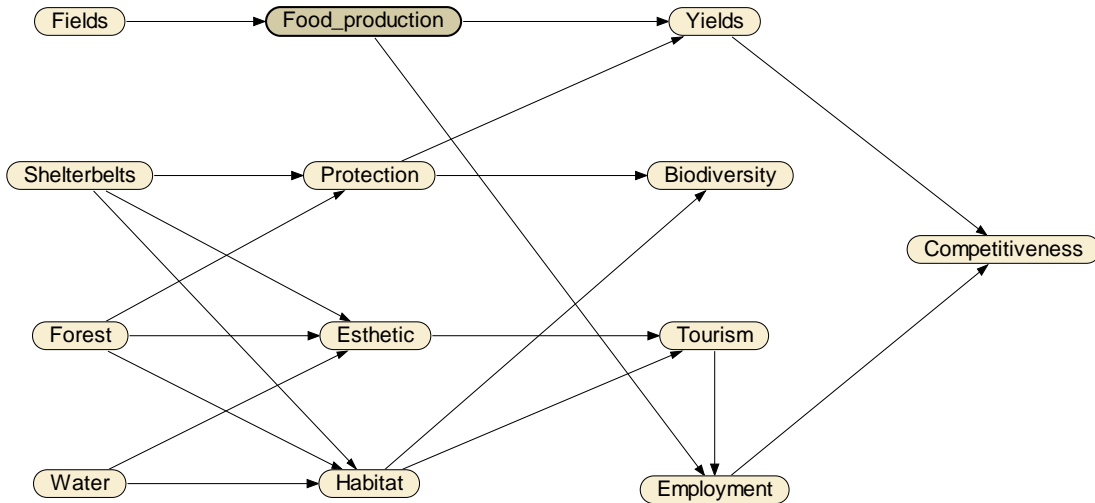 Fields
Food_production
Yields
Shelterbelts
Protection
Biodiversity
Competitiveness
Forest
Esthetic
Tourism
Water
Habitat
Employment